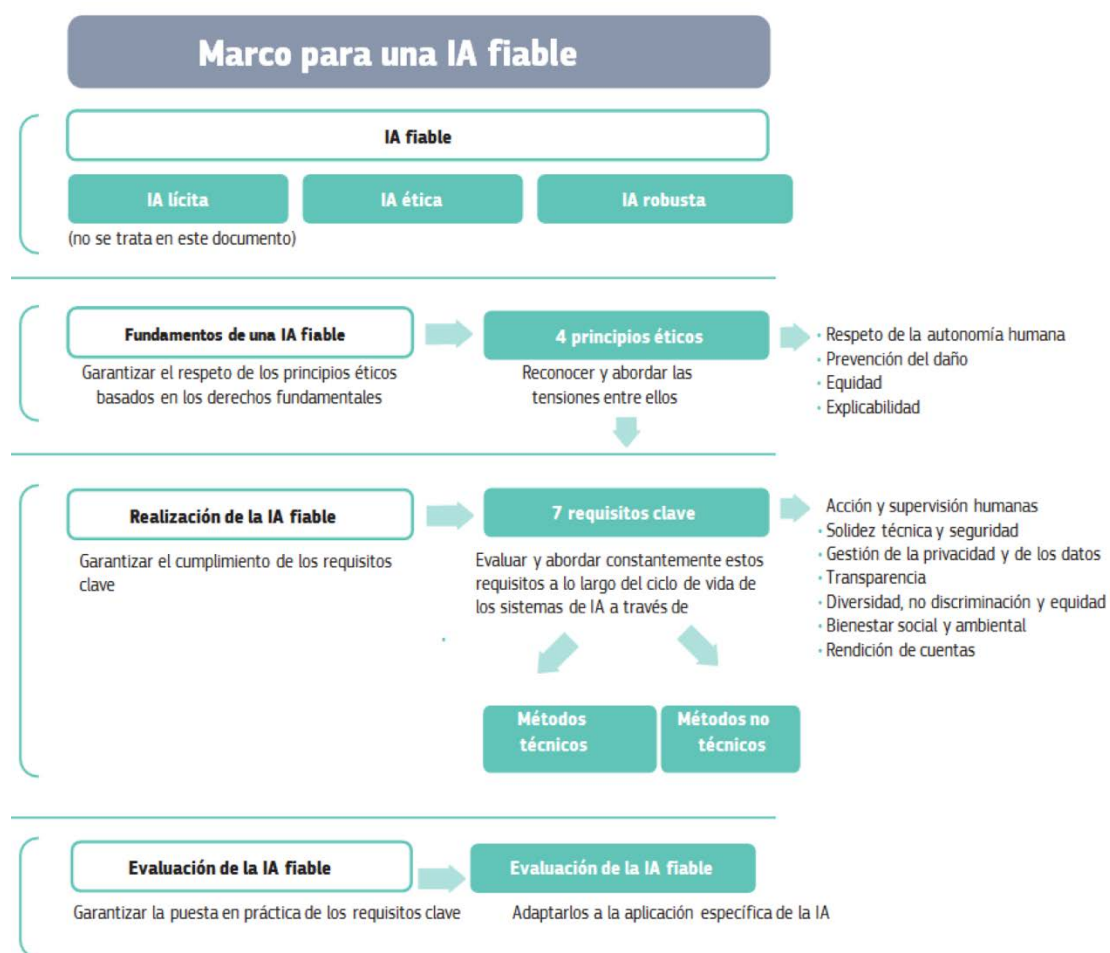 Marco para una IA fiable
IA fiable
IA lícita
IA ética
IA robusta
(no se trata en este documento)
Fundamentos de una IA fiable
Garantizar el respeto de los principios éticos
basados en los derechos fundamentales
4 principios éticos
Reconocer y abordar las
tensiones entre ellos
· Respeto de la autonomía humana
· Prevención del daño
· Equidad
· Explicabilidad
Realización de la IA fiable
Garantizar el cumplimiento de los requisitos
clave
7 requisitos clave
Evaluar y abordar constantemente estos
requisitos a lo largo del ciclo de vida de
los sistemas de IA a través de
Acción y supervisión humanas
· Solidez técnica y seguridad
· Gestión de la privacidad y de los datos
· Transparencia
· Diversidad, no discriminación y equidad
· Bienestar social y ambiental
· Rendición de cuentas
Métodos
técnicos
Métodos no
técnicos
Evaluación de la IA fiable
Garantizar la puesta en práctica de los requisitos clave
Evaluación de la IA fiable
Adaptarlos a la aplicación específica de la IA